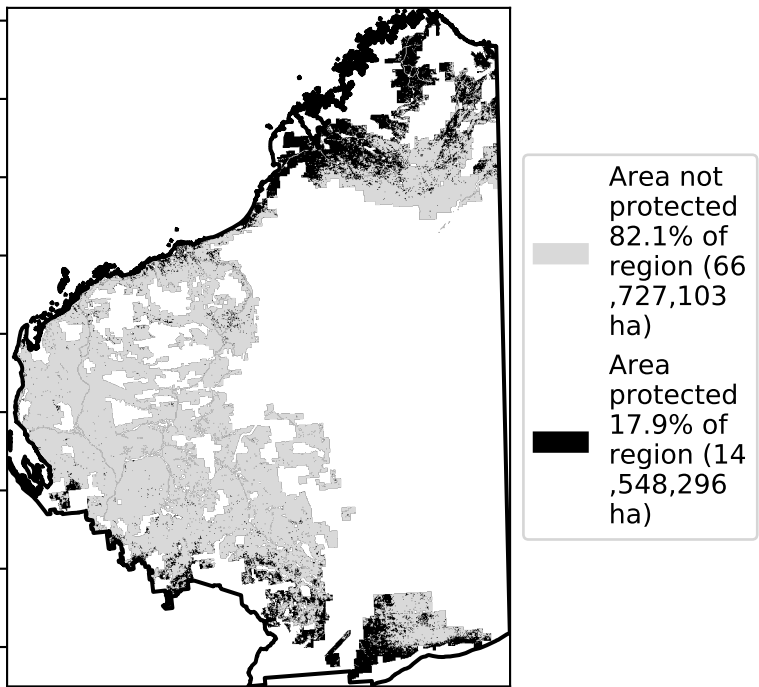 Area not
protected
82.1% of
region (66
,727,103
ha)
Area
protected
17.9% of
region (14
,548,296
ha)